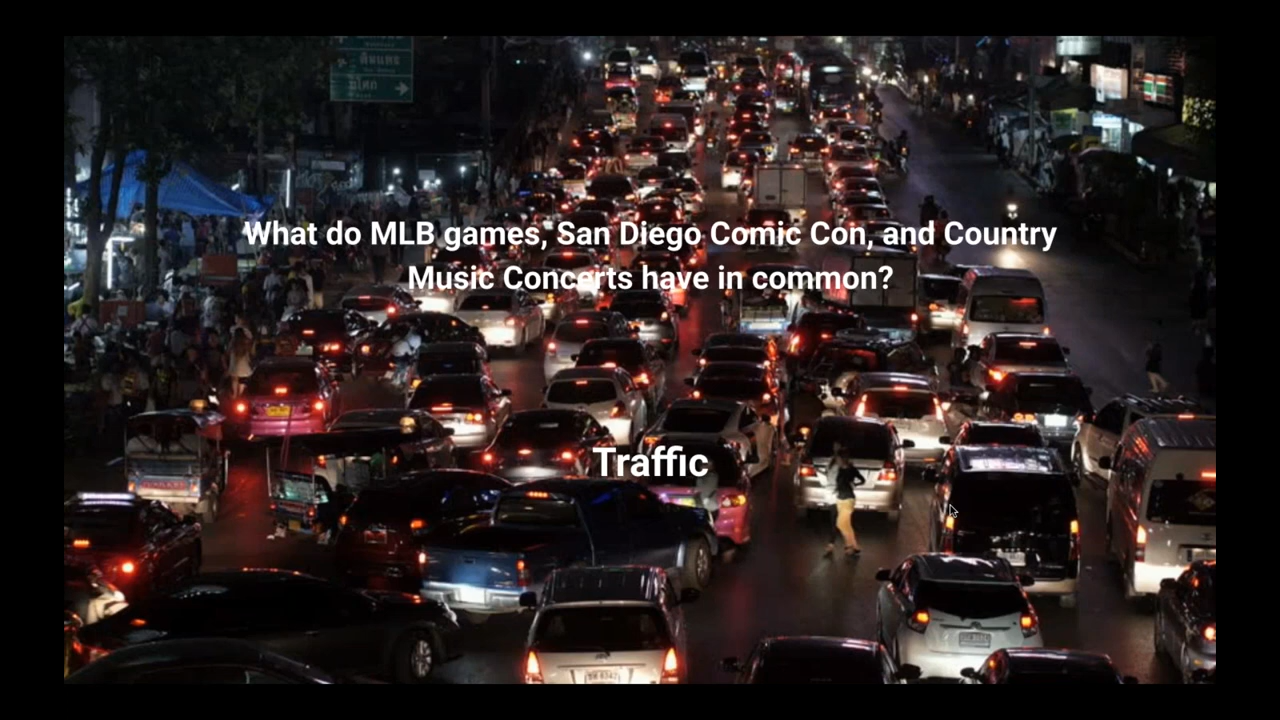 What do MLB games, San Diego Comic Con, and Country
Music Concerts have in common?
Traffic